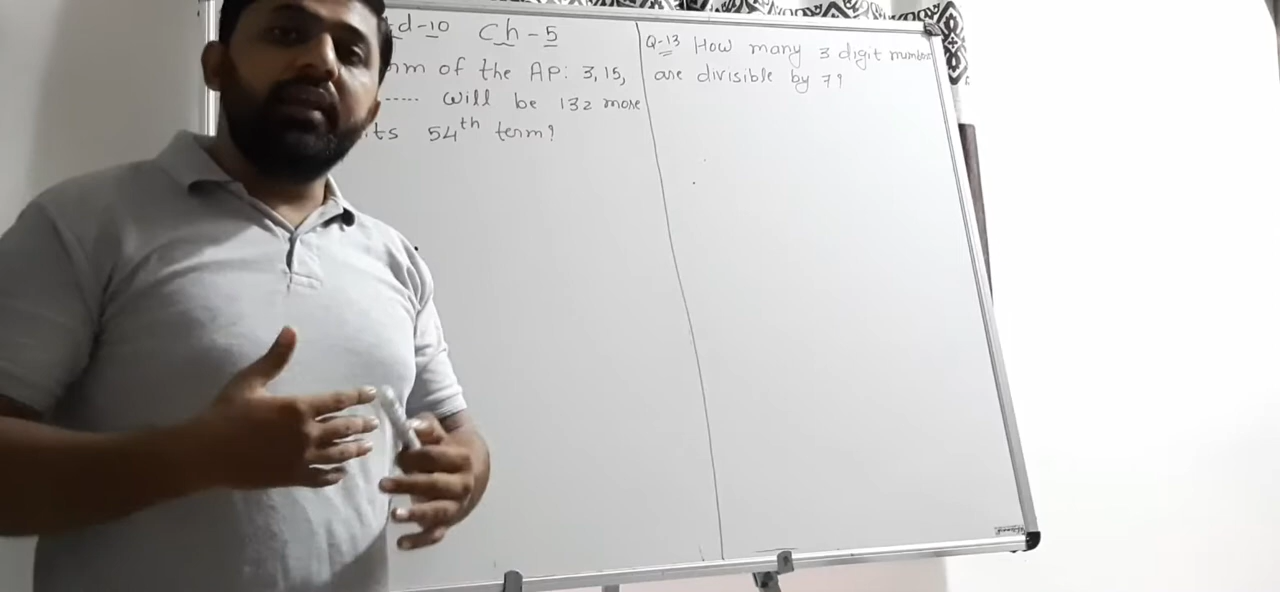 d-10 Ch-5
rm of the AP: 3, 15,
..... will be 132 more
ts 54th term?
Q-13 How many 3 digit numbers
are divisible by 7?